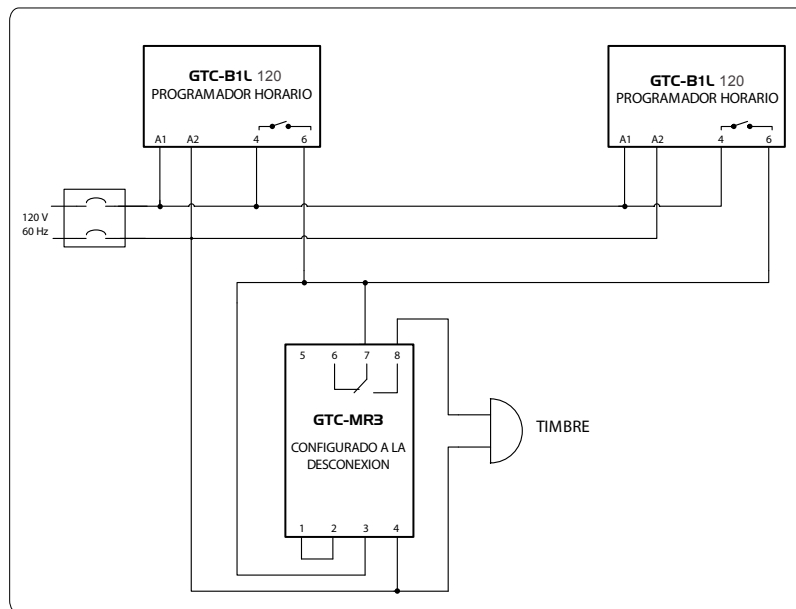 GTC-B1L 120
PROGRAMADOR HORARIO
A1 A2 4 6
GTC-B1L 120
PROGRAMADOR HORARIO
A1 A2 4 6
120 V
60 Hz
5 6 7 8
GTC-MR3
CONFIGURADO A LA
DESCONEXION
1 2 3 4
TIMBRE